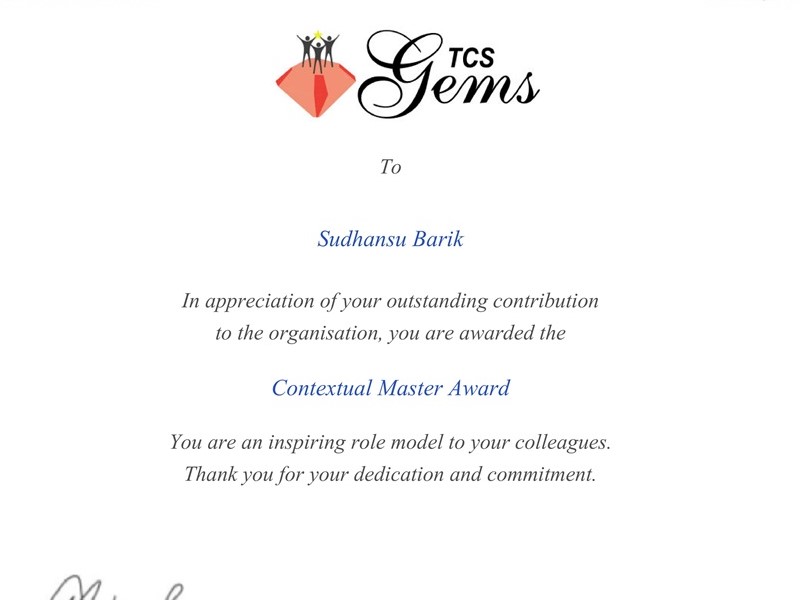 TCS
Gems
To
Sudhansu Barik
In appreciation of your outstanding contribution
to the organisation, you are awarded the
Contextual Master Award
You are an inspiring role model to your colleagues.
Thank you for your dedication and commitment.